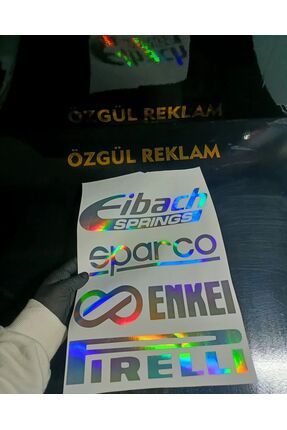 ÖZGÜL REKLAM
ÖZGÜL REKLAM
Eibach
SPRINGS
sparco
ENKEI
PIRELLI